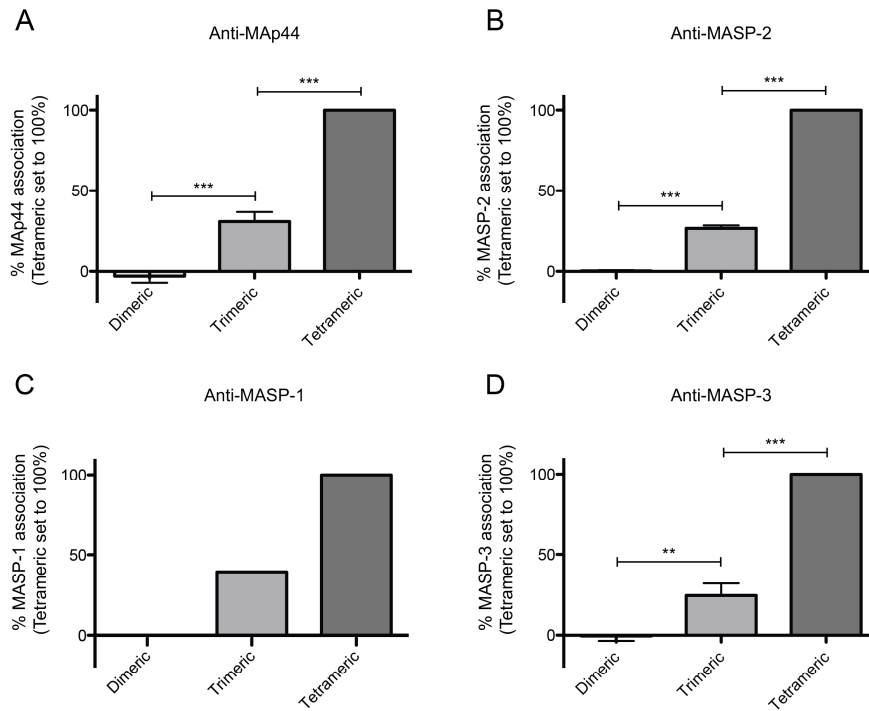 A
Anti-MAp44
% MAp44 association
(Tetrameric set to 100%)
100
50
0
***
***
Dimeric
Trimeric
Tetrameric
B
Anti-MASP-2
% MASP-2 association
(Tetrameric set to 100%)
100
50
0
***
***
Dimeric
Trimeric
Tetrameric
C
Anti-MASP-1
% MASP-1 association
(Tetrameric set to 100%)
100
50
0
Dimeric
Trimeric
Tetrameric
D
Anti-MASP-3
% MASP-3 association
(Tetrameric set to 100%)
100
50
0
**
***
Dimeric
Trimeric
Tetrameric